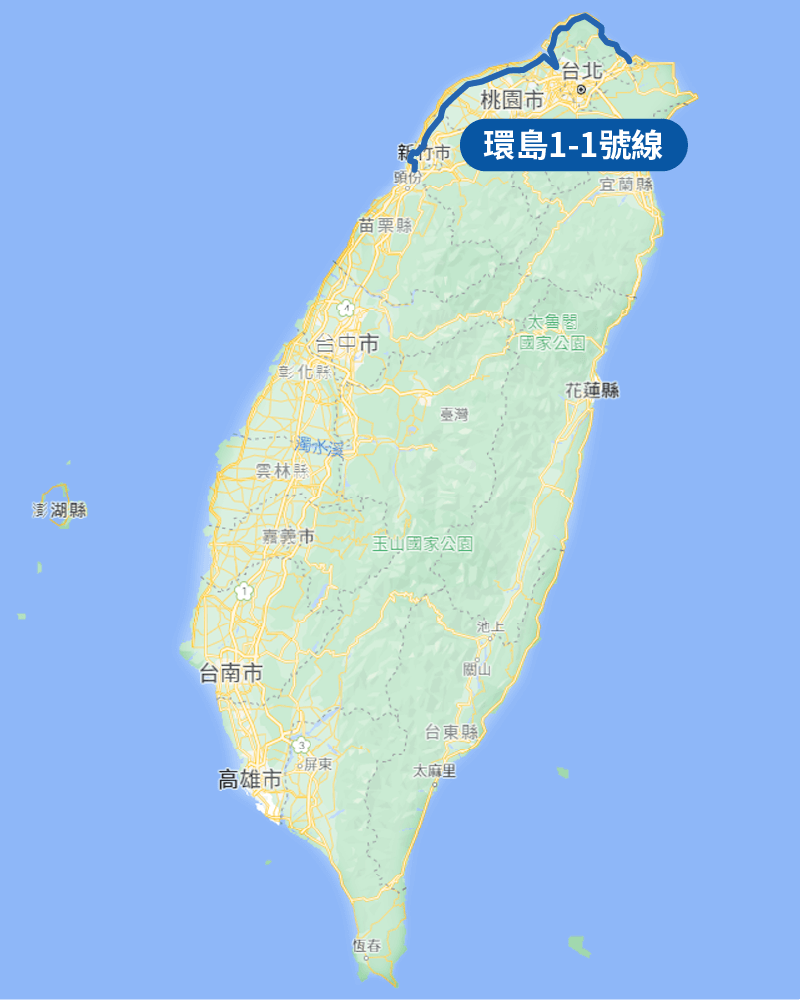 台北
桃園市
環島1-1號線
新竹市
頭份
宜蘭縣
苗栗縣
4
太魯閣
國家公園
台中市
彰化縣
花蓮縣
臺灣
濁水溪
雲林縣
澎湖縣
嘉義市
玉山國家公園
1
池上
關山
台南市
台東縣
3
屏東
太麻里
高雄市
恆春